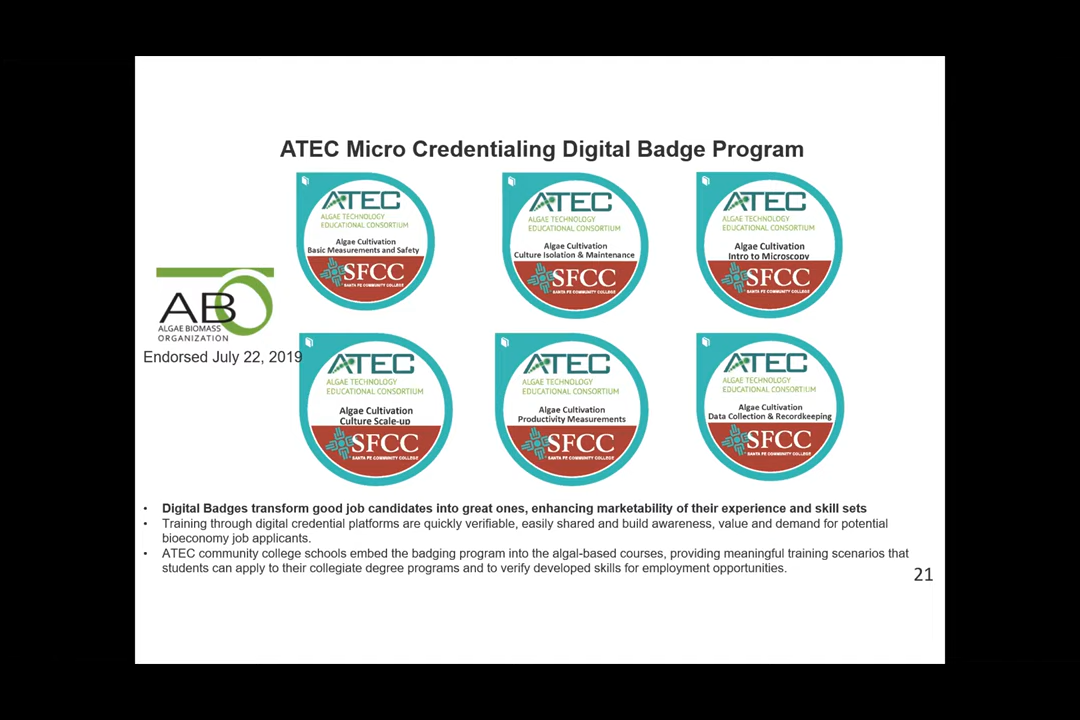 ATEC Micro Credentialing Digital Badge Program
ATEC
ALGAE TECHNOLOGY
EDUCATIONAL CONSORTIUM
Algae Cultivation
Basic Measurements and Safety
SFCC
SANTA FE COMMUNITY COLLEGE
ATEC
ALGAE TECHNOLOGY
EDUCATIONAL CONSORTIUM
Algae Cultivation
Culture Isolation & Maintenance
SFCC
SANTA FE COMMUNITY COLLEGE
ATEC
ALGAE TECHNOLOGY
EDUCATIONAL CONSORTIUM
Algae Cultivation
Intro to Microscopy
SFCC
SANTA FE COMMUNITY COLLEGE
ABO
ALGAE BIOMASS
ORGANIZATION
Endorsed July 22, 2019
ATEC
ALGAE TECHNOLOGY
EDUCATIONAL CONSORTIUM
Algae Cultivation
Culture Scale-up
SFCC
SANTA FE COMMUNITY COLLEGE
ATEC
ALGAE TECHNOLOGY
EDUCATIONAL CONSORTIUM
Algae Cultivation
Productivity Measurements
SFCC
SANTA FE COMMUNITY COLLEGE
ATEC
ALGAE TECHNOLOGY
EDUCATIONAL CONSORTIUM
Algae Cultivation
Data Collection & Recordkeeping
SFCC
SANTA FE COMMUNITY COLLEGE
• Digital Badges transform good job candidates into great ones, enhancing marketability of their experience and skill sets
• Training through digital credential platforms are quickly verifiable, easily shared and build awareness, value and demand for potential
bioeconomy job applicants.
• ATEC community college schools embed the badging program into the algal-based courses, providing meaningful training scenarios that
students can apply to their collegiate degree programs and to verify developed skills for employment opportunities.
21